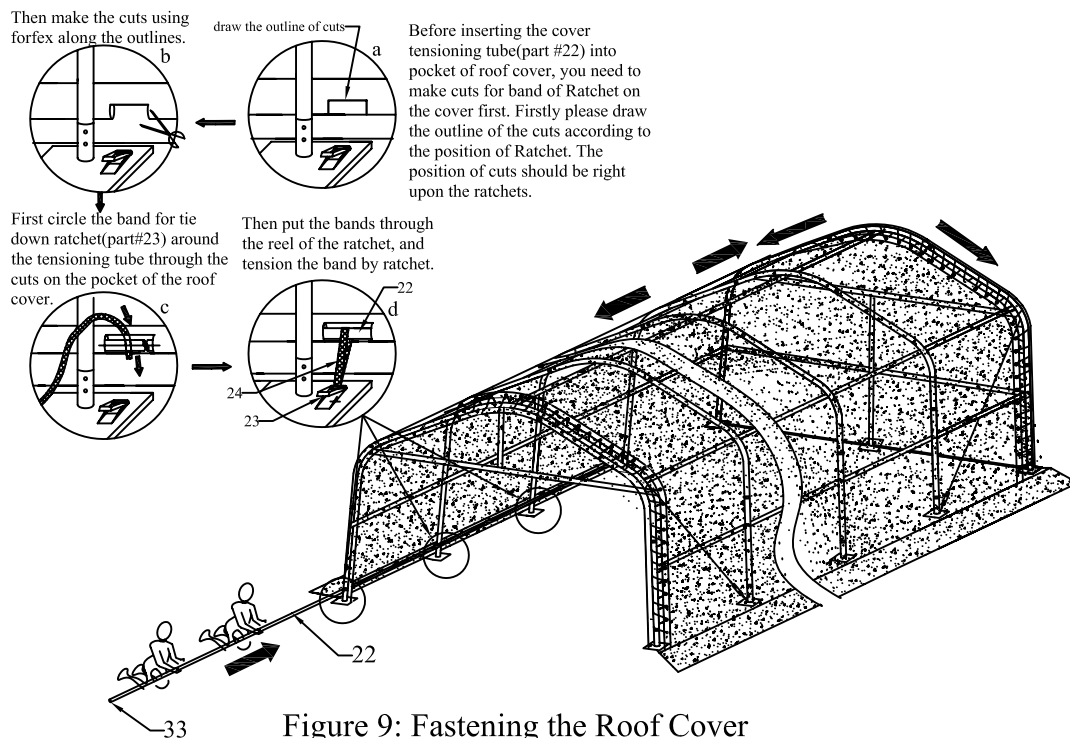 Before inserting the cover
tensioning tube(part #22) into
pocket of roof cover, you need to
make cuts for band of Ratchet on
the cover first. Firstly please draw
the outline of the cuts according to
the position of Ratchet. The
position of cuts should be right
upon the ratchets.
draw the outline of cuts
a
Then make the cuts using
forfex along the outlines.
b
First circle the band for tie
down ratchet(part#23) around
the tensioning tube through the
cuts on the pocket of the roof
cover.
c
Then put the bands through
the reel of the ratchet, and
tension the band by ratchet.
22
d
24
23
22
33
Figure 9: Fastening the Roof Cover